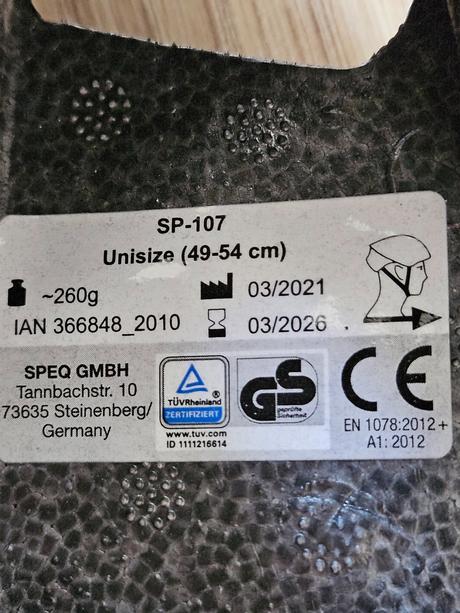 SP-107
Unisize (49-54 cm)
~260g
03/2021
IAN 366848_2010
03/2026
SPEQ GMBH
Tannbachstr. 10
73635 Steinenberg/
Germany
TÜVRheinland
ZERTIFIZIERT
www.tuv.com
ID 1111216614
GS
geprüfte
Sicherheit
CE
EN 1078:2012+
A1: 2012